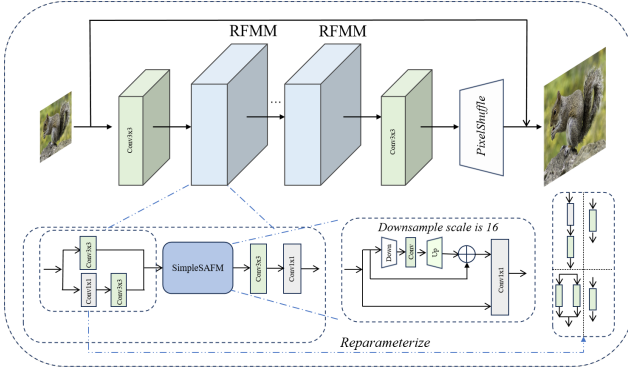 RFMM
RFMM
Conv3x3
...
Conv3x3
PixelShuffle
Conv3x3
Conv1x1
Conv3x3
SimpleSAFM
Conv3x3
Conv1x1
Downsample scale is 16
Down
Conv
Up
Conv1x1
Reparameterize